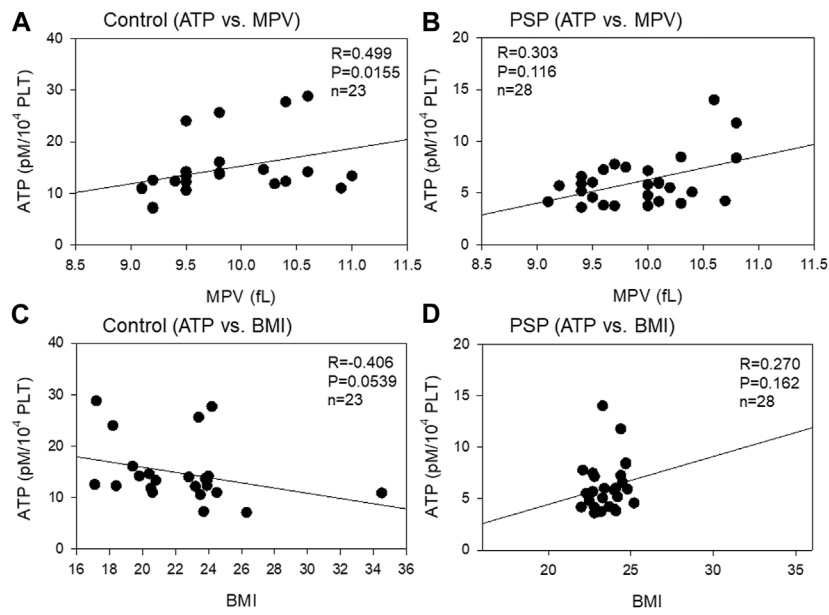 A
Control (ATP vs. MPV)
R=0.499
P=0.0155
n=23
40
30
20
10
0
ATP (pM/10⁴ PLT)
8.5 9.0 9.5 10.0 10.5 11.0 11.5
MPV (fL)
B
PSP (ATP vs. MPV)
R=0.303
P=0.116
n=28
20
15
10
5
0
ATP (pM/10⁴ PLT)
8.5 9.0 9.5 10.0 10.5 11.0 11.5
MPV (fL)
C
Control (ATP vs. BMI)
R=-0.406
P=0.0539
n=23
40
30
20
10
0
ATP (pM/10⁴ PLT)
16 18 20 22 24 26 28 30 32 34 36
BMI
D
PSP (ATP vs. BMI)
R=0.270
P=0.162
n=28
20
15
10
5
0
ATP (pM/10⁴ PLT)
20 25 30 35
BMI